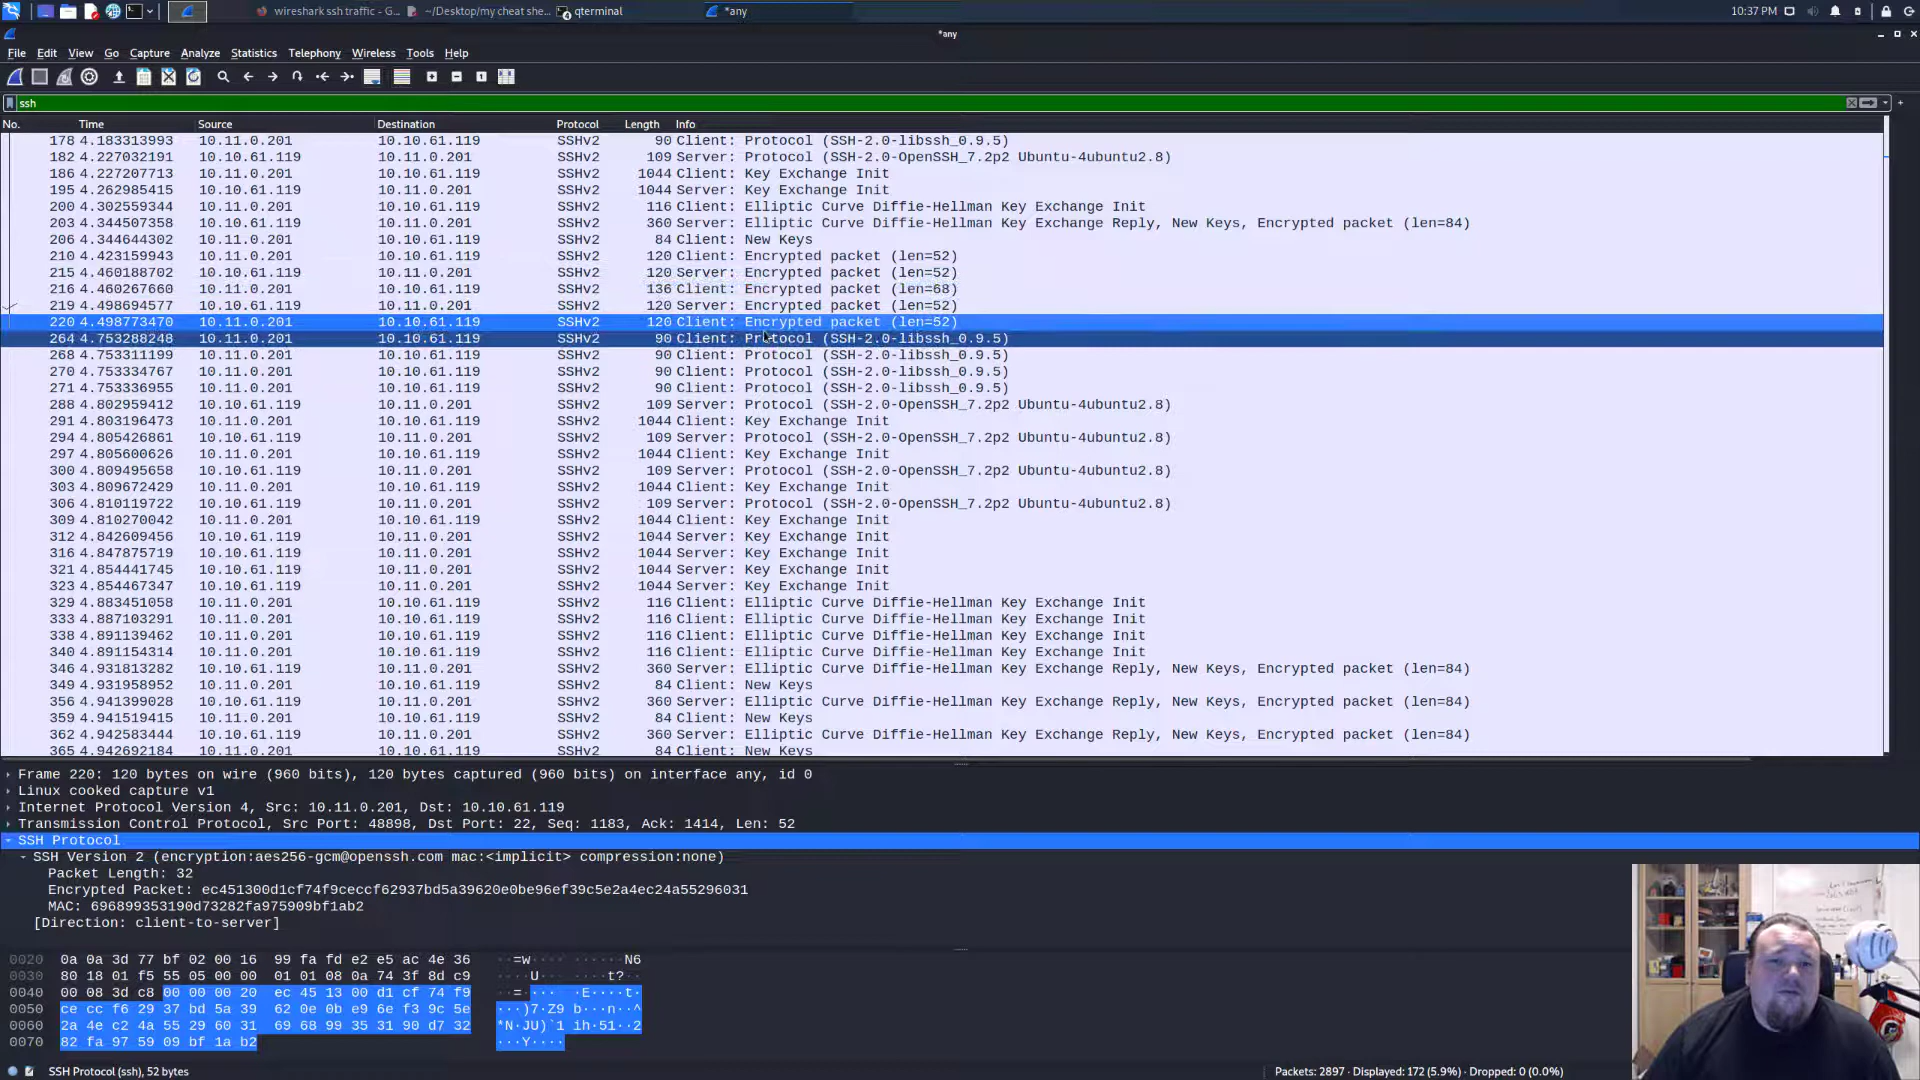 wireshark ssh traffic - G...
~/Desktop/my cheat she...
qterminal
*any
10:37 PM
*any
File Edit View Go Capture Analyze Statistics Telephony Wireless Tools Help
ssh
No. Time Source Destination Protocol Length Info
178 4.183313993 10.11.0.201 10.10.61.119 SSHv2 90 Client: Protocol (SSH-2.0-libssh_0.9.5)
182 4.227032191 10.10.61.119 10.11.0.201 SSHv2 109 Server: Protocol (SSH-2.0-OpenSSH_7.2p2 Ubuntu-4ubuntu2.8)
186 4.227207713 10.11.0.201 10.10.61.119 SSHv2 1044 Client: Key Exchange Init
195 4.262985415 10.10.61.119 10.11.0.201 SSHv2 1044 Server: Key Exchange Init
200 4.302559344 10.11.0.201 10.10.61.119 SSHv2 116 Client: Elliptic Curve Diffie-Hellman Key Exchange Init
203 4.344507358 10.10.61.119 10.11.0.201 SSHv2 360 Server: Elliptic Curve Diffie-Hellman Key Exchange Reply, New Keys, Encrypted packet (len=84)
206 4.344644302 10.11.0.201 10.10.61.119 SSHv2 84 Client: New Keys
210 4.423159943 10.11.0.201 10.10.61.119 SSHv2 120 Client: Encrypted packet (len=52)
215 4.460188702 10.10.61.119 10.11.0.201 SSHv2 120 Server: Encrypted packet (len=52)
216 4.460267660 10.11.0.201 10.10.61.119 SSHv2 136 Client: Encrypted packet (len=68)
219 4.498694577 10.10.61.119 10.11.0.201 SSHv2 120 Server: Encrypted packet (len=52)
220 4.498773470 10.11.0.201 10.10.61.119 SSHv2 120 Client: Encrypted packet (len=52)
264 4.753288248 10.11.0.201 10.10.61.119 SSHv2 90 Client: Protocol (SSH-2.0-libssh_0.9.5)
268 4.753311199 10.11.0.201 10.10.61.119 SSHv2 90 Client: Protocol (SSH-2.0-libssh_0.9.5)
270 4.753334767 10.11.0.201 10.10.61.119 SSHv2 90 Client: Protocol (SSH-2.0-libssh_0.9.5)
271 4.753336955 10.11.0.201 10.10.61.119 SSHv2 90 Client: Protocol (SSH-2.0-libssh_0.9.5)
288 4.802959412 10.10.61.119 10.11.0.201 SSHv2 109 Server: Protocol (SSH-2.0-OpenSSH_7.2p2 Ubuntu-4ubuntu2.8)
291 4.803196473 10.11.0.201 10.10.61.119 SSHv2 1044 Client: Key Exchange Init
294 4.805426861 10.10.61.119 10.11.0.201 SSHv2 109 Server: Protocol (SSH-2.0-OpenSSH_7.2p2 Ubuntu-4ubuntu2.8)
297 4.805600626 10.11.0.201 10.10.61.119 SSHv2 1044 Client: Key Exchange Init
300 4.809495658 10.10.61.119 10.11.0.201 SSHv2 109 Server: Protocol (SSH-2.0-OpenSSH_7.2p2 Ubuntu-4ubuntu2.8)
303 4.809672429 10.11.0.201 10.10.61.119 SSHv2 1044 Client: Key Exchange Init
306 4.810119722 10.10.61.119 10.11.0.201 SSHv2 109 Server: Protocol (SSH-2.0-OpenSSH_7.2p2 Ubuntu-4ubuntu2.8)
309 4.810270042 10.11.0.201 10.10.61.119 SSHv2 1044 Client: Key Exchange Init
312 4.842609456 10.10.61.119 10.11.0.201 SSHv2 1044 Server: Key Exchange Init
316 4.847875719 10.10.61.119 10.11.0.201 SSHv2 1044 Server: Key Exchange Init
321 4.854441745 10.10.61.119 10.11.0.201 SSHv2 1044 Server: Key Exchange Init
323 4.854467347 10.10.61.119 10.11.0.201 SSHv2 1044 Server: Key Exchange Init
329 4.883451058 10.11.0.201 10.10.61.119 SSHv2 116 Client: Elliptic Curve Diffie-Hellman Key Exchange Init
333 4.887103291 10.11.0.201 10.10.61.119 SSHv2 116 Client: Elliptic Curve Diffie-Hellman Key Exchange Init
338 4.891139462 10.11.0.201 10.10.61.119 SSHv2 116 Client: Elliptic Curve Diffie-Hellman Key Exchange Init
340 4.891154314 10.11.0.201 10.10.61.119 SSHv2 116 Client: Elliptic Curve Diffie-Hellman Key Exchange Init
346 4.931813282 10.10.61.119 10.11.0.201 SSHv2 360 Server: Elliptic Curve Diffie-Hellman Key Exchange Reply, New Keys, Encrypted packet (len=84)
349 4.931958952 10.11.0.201 10.10.61.119 SSHv2 84 Client: New Keys
356 4.941399028 10.10.61.119 10.11.0.201 SSHv2 360 Server: Elliptic Curve Diffie-Hellman Key Exchange Reply, New Keys, Encrypted packet (len=84)
359 4.941519415 10.11.0.201 10.10.61.119 SSHv2 84 Client: New Keys
362 4.942583444 10.10.61.119 10.11.0.201 SSHv2 360 Server: Elliptic Curve Diffie-Hellman Key Exchange Reply, New Keys, Encrypted packet (len=84)
365 4.942692184 10.11.0.201 10.10.61.119 SSHv2 84 Client: New Keys
Frame 220: 120 bytes on wire (960 bits), 120 bytes captured (960 bits) on interface any, id 0
Linux cooked capture v1
Internet Protocol Version 4, Src: 10.11.0.201, Dst: 10.10.61.119
Transmission Control Protocol, Src Port: 48898, Dst Port: 22, Seq: 1183, Ack: 1414, Len: 52
SSH Protocol
SSH Version 2 (encryption:aes256-gcm@openssh.com mac:<implicit> compression:none)
Packet Length: 32
Encrypted Packet: ec451300d1cf74f9ceccf62937bd5a39620e0be96ef39c5e2a4ec24a55296031
MAC: 696899353190d73282fa975909bf1ab2
[Direction: client-to-server]
0020 0a 0a 3d 77 bf 02 00 16 99 fa fd e2 e5 ac 4e 36 ··=w···· ······N6
0030 80 18 01 f5 55 05 00 00 01 01 08 0a 74 3f 8d c9 ····U··· ····t?··
0040 00 08 3d c8 00 00 00 20 ec 45 13 00 d1 cf 74 f9 ··=···· ·E····t·
0050 ce cc f6 29 37 bd 5a 39 62 0e 0b e9 6e f3 9c 5e ···)7·Z9 b···n··^
0060 2a 4e c2 4a 55 29 60 31 69 68 99 35 31 90 d7 32 *N·JU)`1 ih·51··2
0070 82 fa 97 59 09 bf 1a b2 ···Y····
SSH Protocol (ssh), 52 bytes
Packets: 2897 · Displayed: 172 (5.9%) · Dropped: 0 (0.0%)